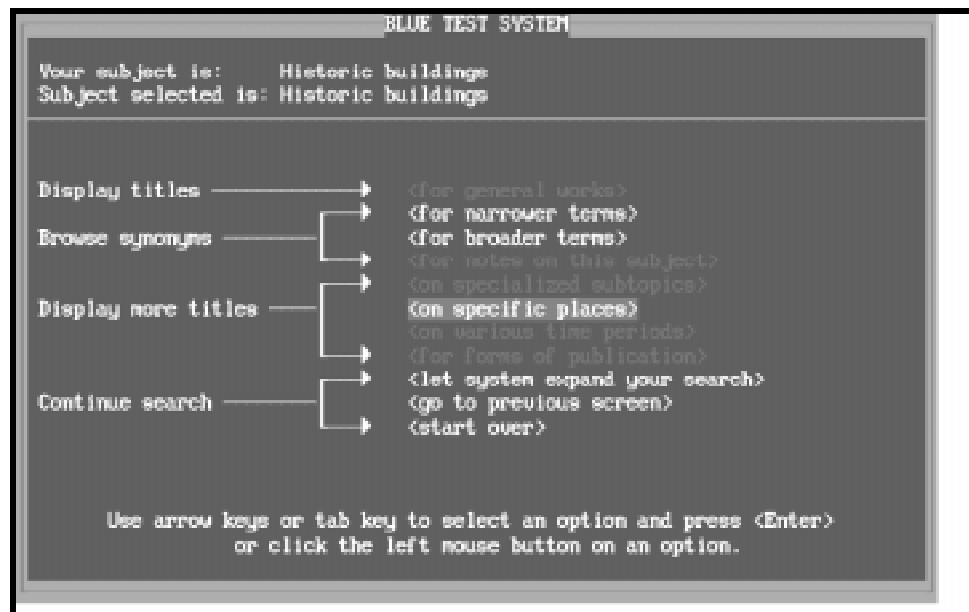 BLUE TEST SYSTEM
Your subject is: Historic buildings
Subject selected is: Historic buildings
Display titles <for general works>
<for narrower terms>
Browse synonyms <for broader terms>
<for notes on this subject>
<on specialized subtopics>
Display more titles <on specific places>
<on various time periods>
<for forms of publication>
<let system expand your search>
Continue search <go to previous screen>
<start over>
Use arrow keys or tab key to select an option and press <Enter>
or click the left mouse button on an option.